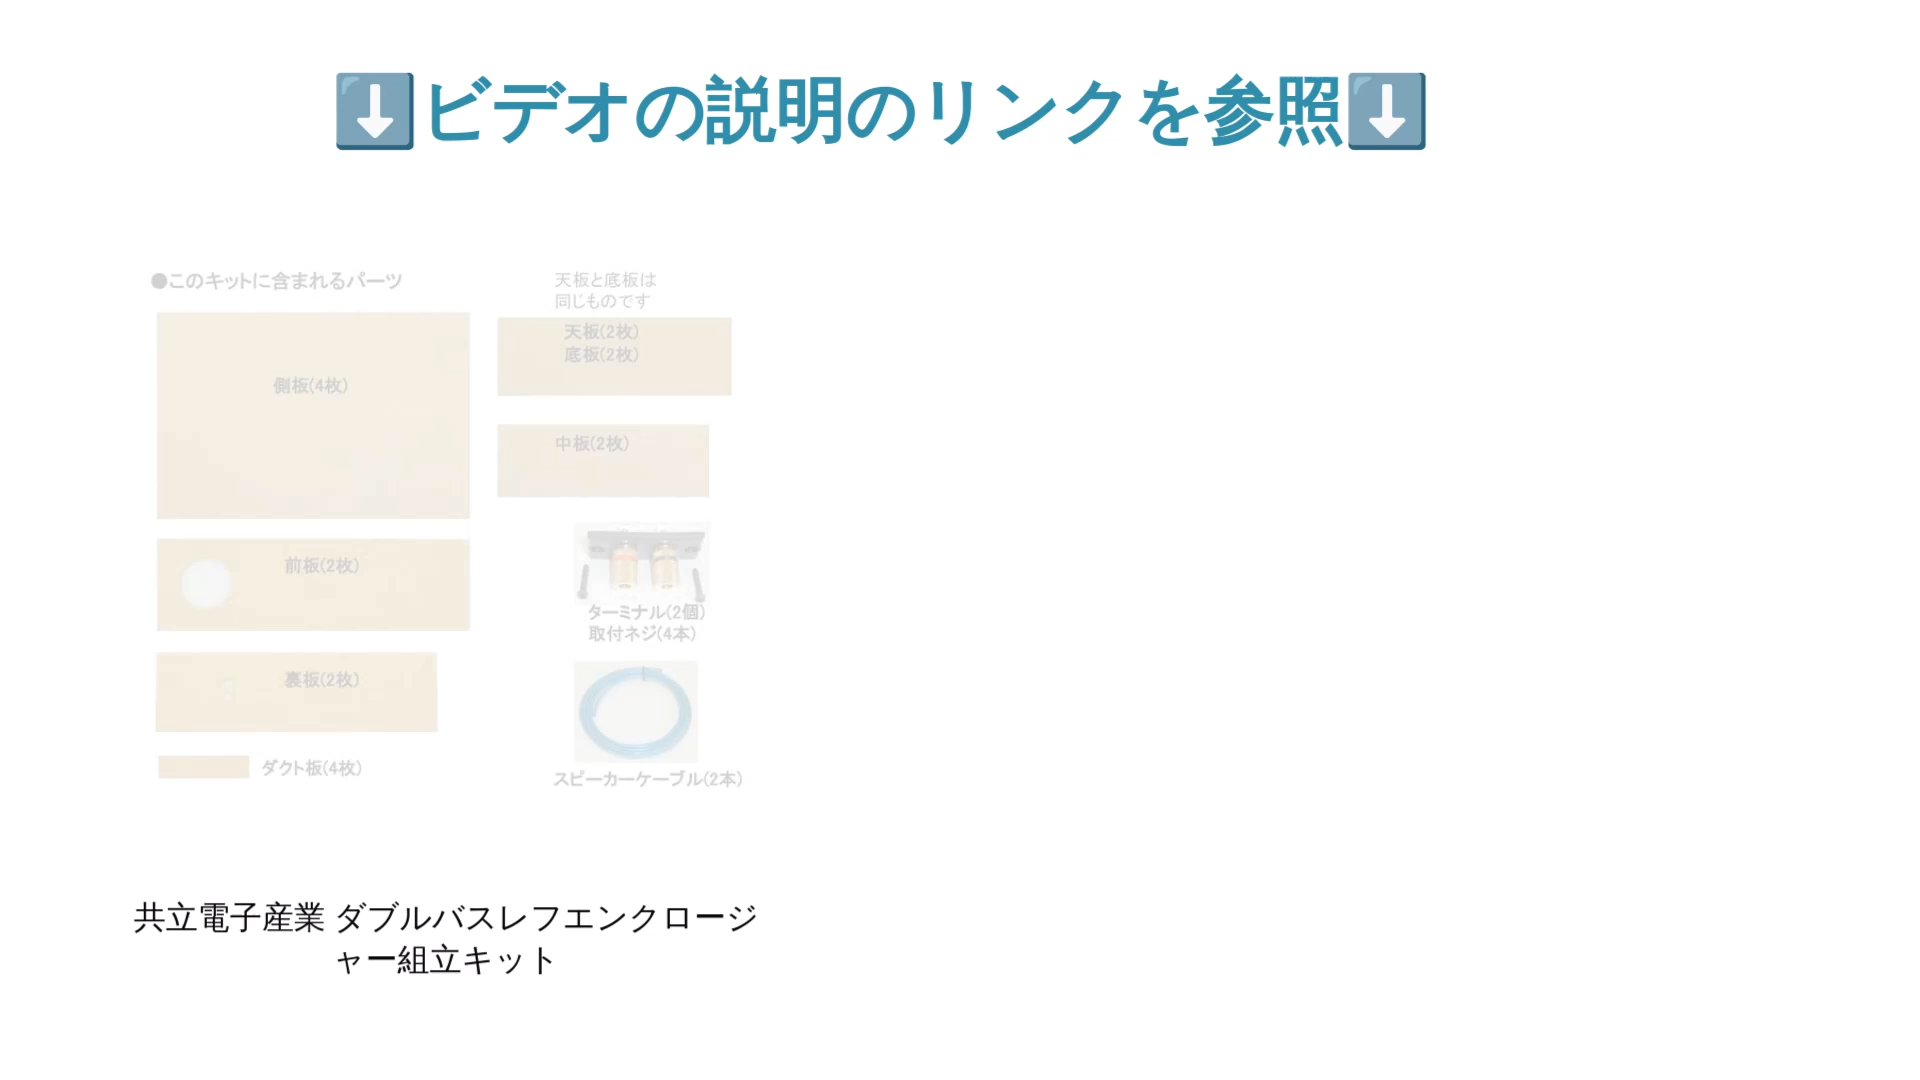 ⬇️ビデオの説明のリンクを参照⬇️
●このキットに含まれるパーツ
側板(4枚)
前板(2枚)
裏板(2枚)
ダクト板(4枚)
天板と底板は
同じものです
天板(2枚)
底板(2枚)
中板(2枚)
ターミナル(2個)
取付ネジ(4本)
スピーカーケーブル(2本)
共立電子産業 ダブルバスレフエンクロージ
ャー組立キット